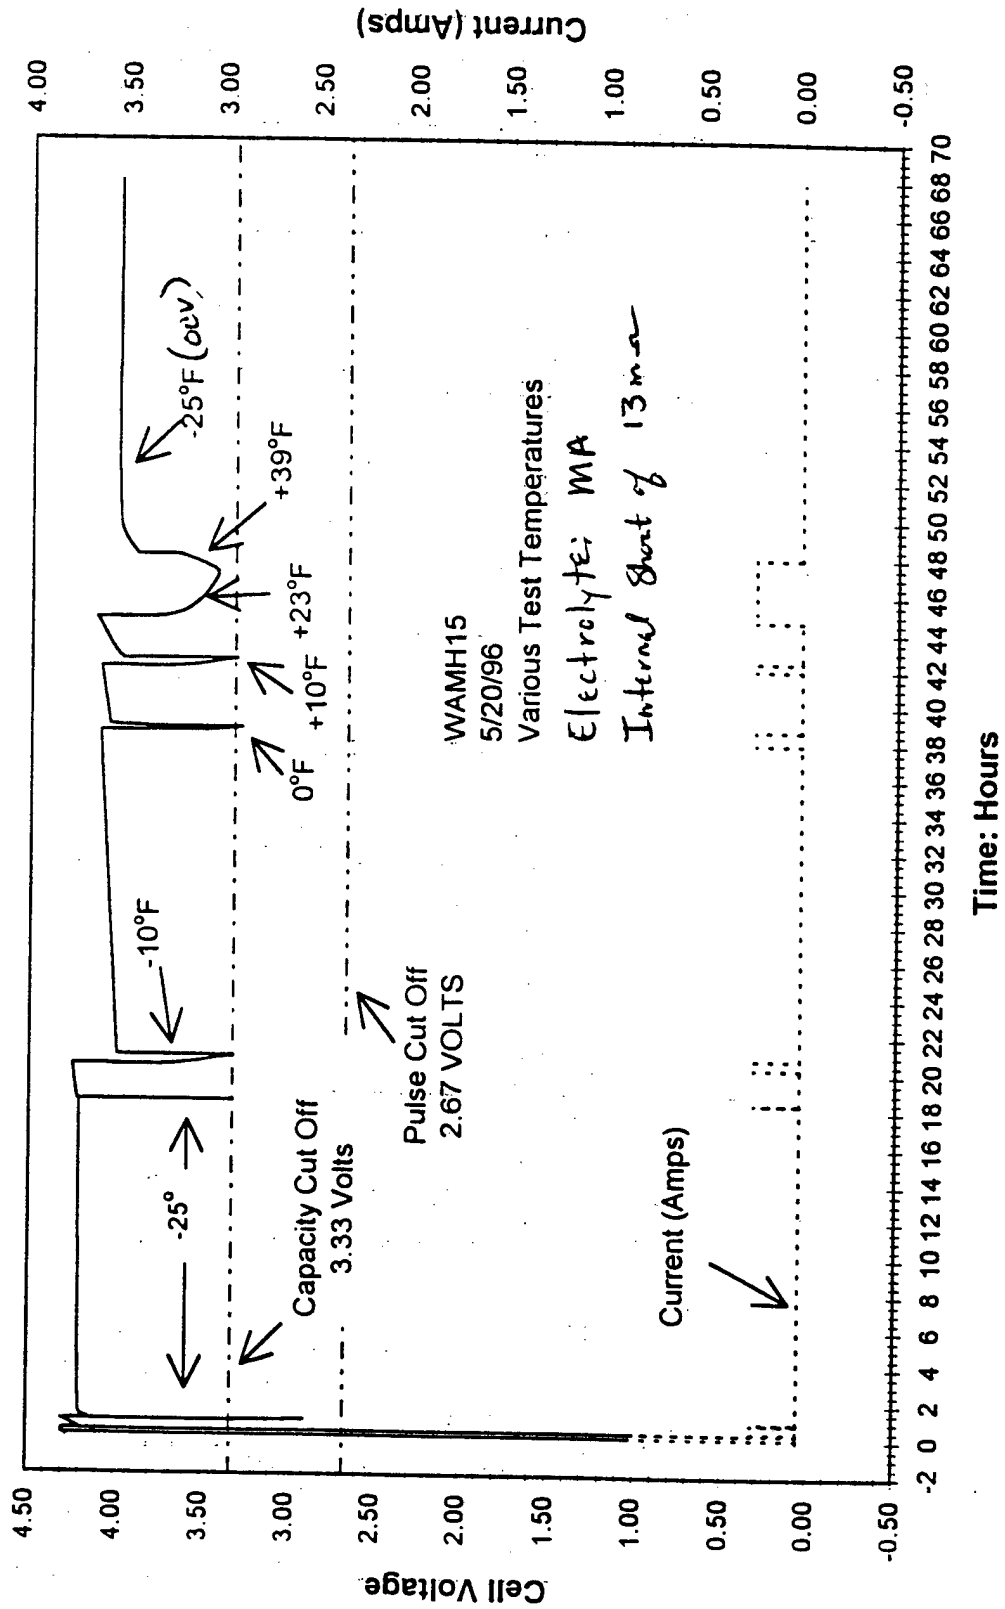 Cell Voltage
4.50
4.00
3.50
3.00
2.50
2.00
1.50
1.00
0.50
0.00
-0.50
Current (Amps)
4.00
3.50
3.00
2.50
2.00
1.50
1.00
0.50
0.00
-0.50
-25°
-10°F
0°F
+10°F
+23°F
+39°F
-25°F (OCV)
Capacity Cut Off
3.33 Volts
Pulse Cut Off
2.67 VOLTS
WAMH15
5/20/96
Various Test Temperatures
Electrolyte: MA
Internal Short of 13ma
Current (Amps)
-2 0 2 4 6 8 10 12 14 16 18 20 22 24 26 28 30 32 34 36 38 40 42 44 46 48 50 52 54 56 58 60 62 64 66 68 70
Time: Hours